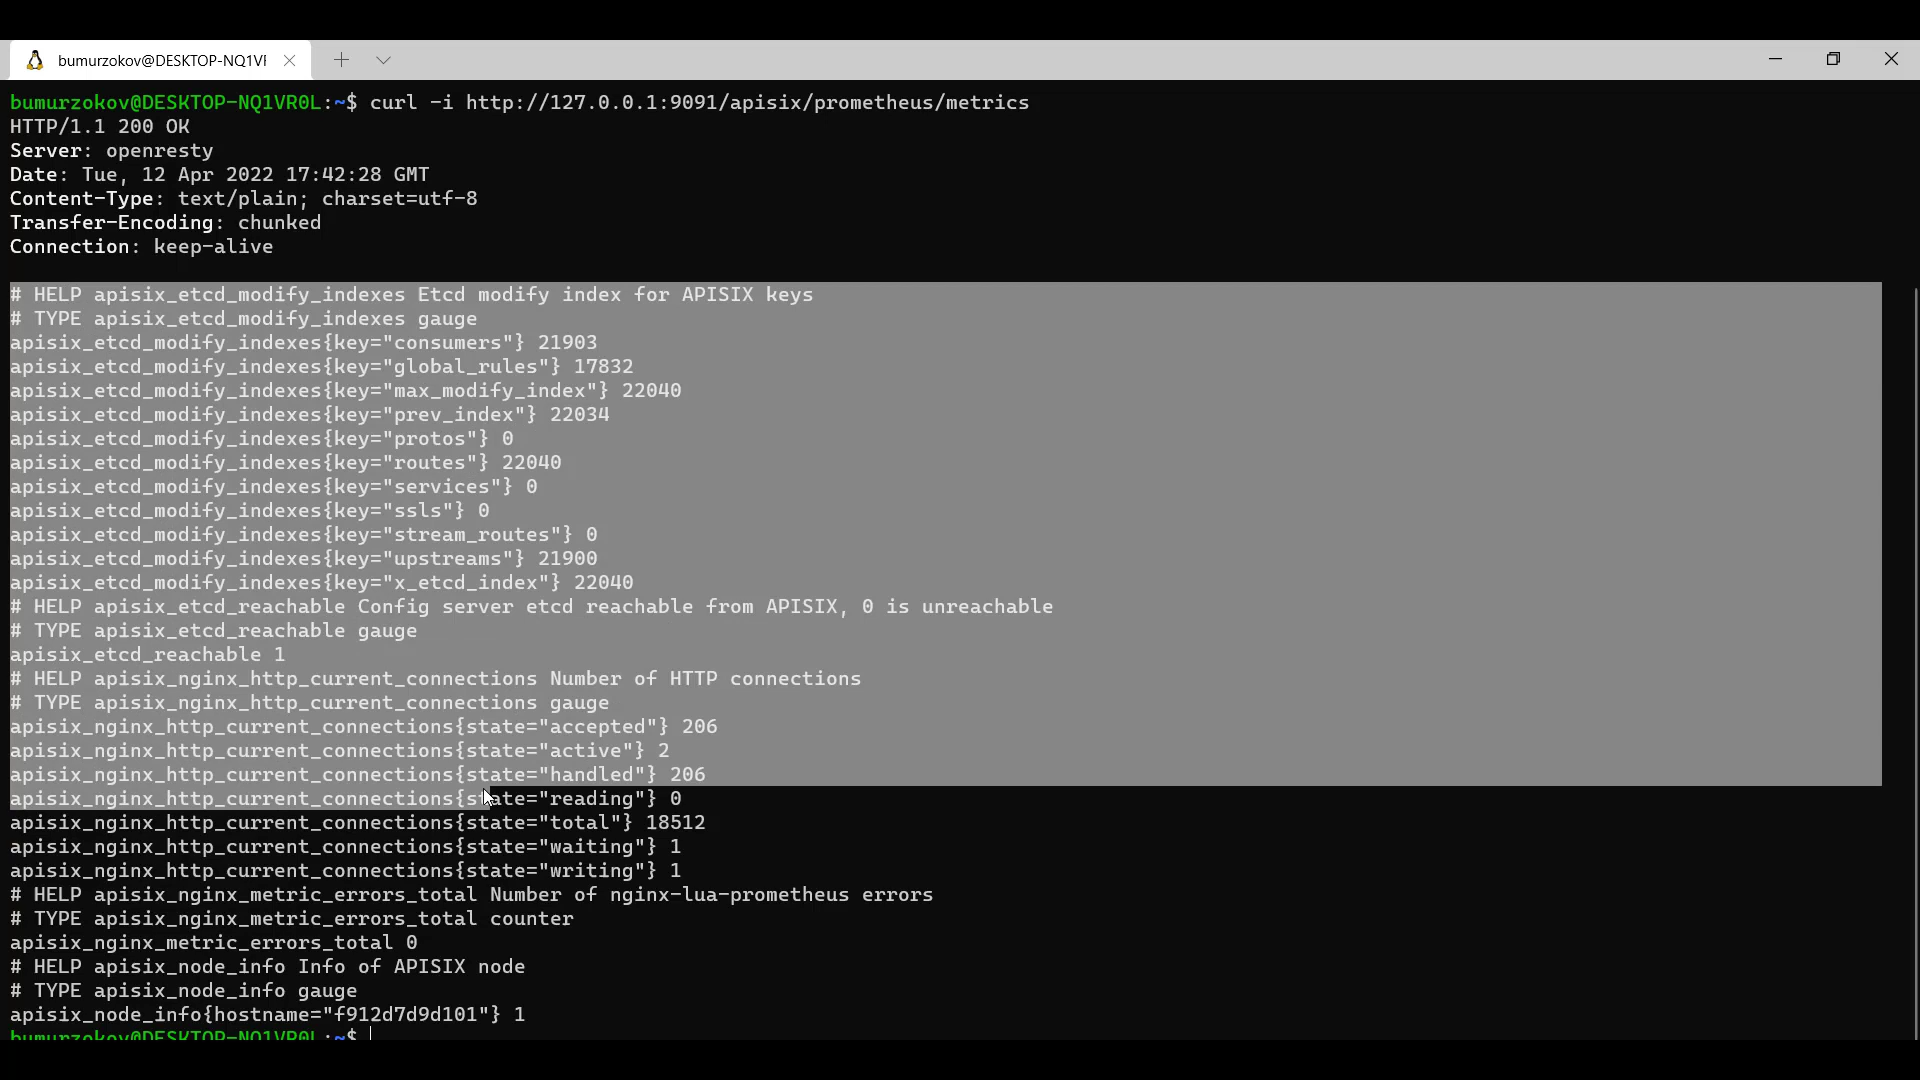 bumurzokov@DESKTOP-NQ1VR
bumurzokov@DESKTOP-NQ1VR0L:~$ curl -i http://127.0.0.1:9091/apisix/prometheus/metrics
HTTP/1.1 200 OK
Server: openresty
Date: Tue, 12 Apr 2022 17:42:28 GMT
Content-Type: text/plain; charset=utf-8
Transfer-Encoding: chunked
Connection: keep-alive
# HELP apisix_etcd_modify_indexes Etcd modify index for APISIX keys
# TYPE apisix_etcd_modify_indexes gauge
apisix_etcd_modify_indexes{key="consumers"} 21903
apisix_etcd_modify_indexes{key="global_rules"} 17832
apisix_etcd_modify_indexes{key="max_modify_index"} 22040
apisix_etcd_modify_indexes{key="prev_index"} 22034
apisix_etcd_modify_indexes{key="protos"} 0
apisix_etcd_modify_indexes{key="routes"} 22040
apisix_etcd_modify_indexes{key="services"} 0
apisix_etcd_modify_indexes{key="ssls"} 0
apisix_etcd_modify_indexes{key="stream_routes"} 0
apisix_etcd_modify_indexes{key="upstreams"} 21900
apisix_etcd_modify_indexes{key="x_etcd_index"} 22040
# HELP apisix_etcd_reachable Config server etcd reachable from APISIX, 0 is unreachable
# TYPE apisix_etcd_reachable gauge
apisix_etcd_reachable 1
# HELP apisix_nginx_http_current_connections Number of HTTP connections
# TYPE apisix_nginx_http_current_connections gauge
apisix_nginx_http_current_connections{state="accepted"} 206
apisix_nginx_http_current_connections{state="active"} 2
apisix_nginx_http_current_connections{state="handled"} 206
apisix_nginx_http_current_connections{state="reading"} 0
apisix_nginx_http_current_connections{state="total"} 18512
apisix_nginx_http_current_connections{state="waiting"} 1
apisix_nginx_http_current_connections{state="writing"} 1
# HELP apisix_nginx_metric_errors_total Number of nginx-lua-prometheus errors
# TYPE apisix_nginx_metric_errors_total counter
apisix_nginx_metric_errors_total 0
# HELP apisix_node_info Info of APISIX node
# TYPE apisix_node_info gauge
apisix_node_info{hostname="f912d7d9d101"} 1
bumurzokov@DESKTOP-NQ1VR0L:~$